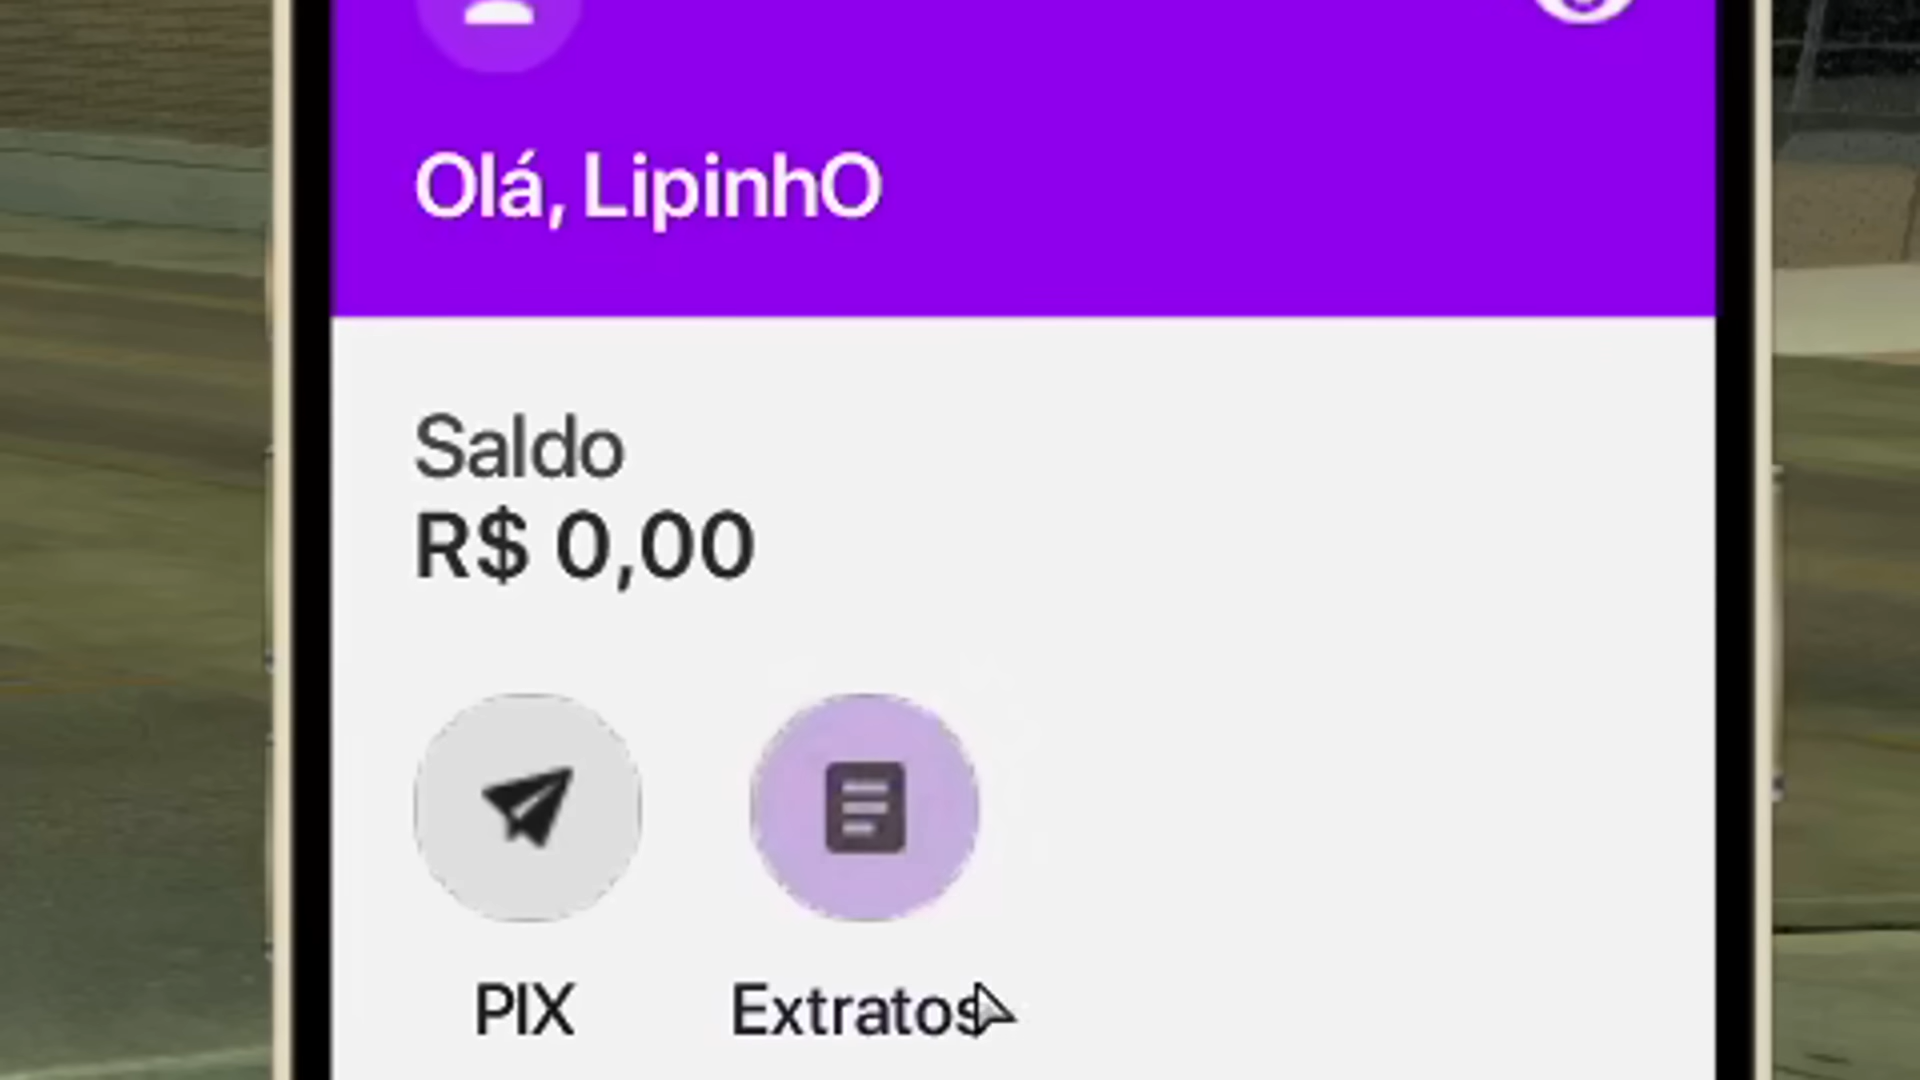 Olá, LipinhO
Saldo
R$ 0,00
PIX
Extratos